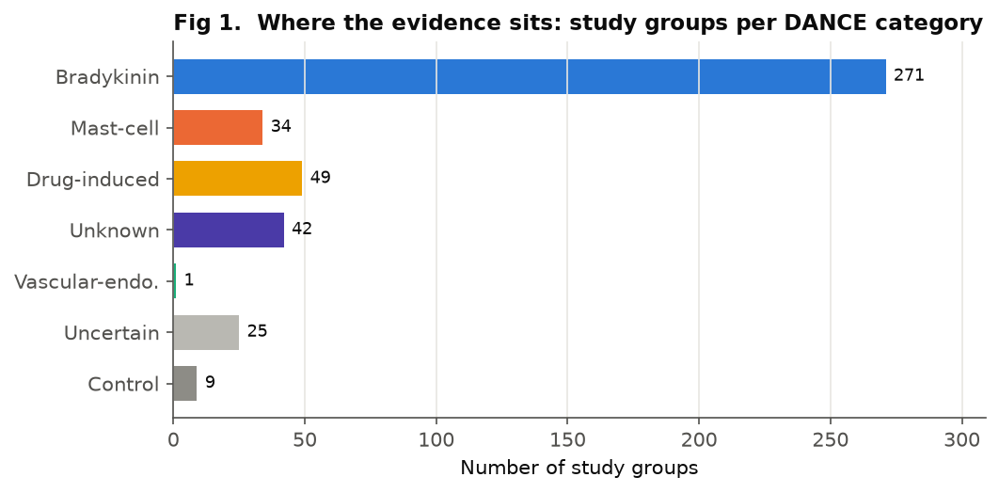 Fig 1.  Where the evidence sits: study groups per DANCE category
Bradykinin 271
Mast-cell 34
Drug-induced 49
Unknown 42
Vascular-endo. 1
Uncertain 25
Control 9
0 50 100 150 200 250 300
Number of study groups